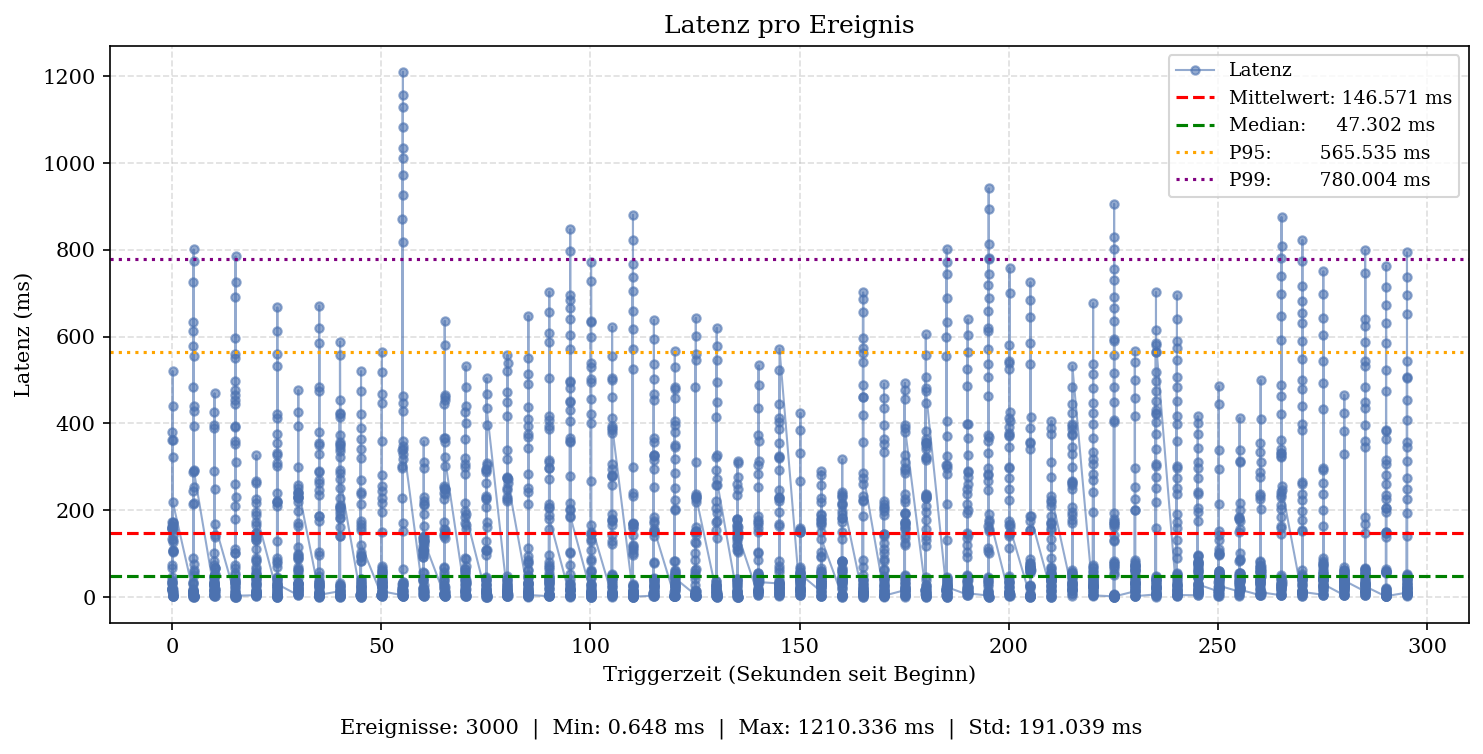 Latenz pro Ereignis
Latenz (ms)
1200
1000
800
600
400
200
0
Latenz
Mittelwert: 146.571 ms
Median: 47.302 ms
P95: 565.535 ms
P99: 780.004 ms
0 50 100 150 200 250 300
Triggerzeit (Sekunden seit Beginn)
Ereignisse: 3000 | Min: 0.648 ms | Max: 1210.336 ms | Std: 191.039 ms